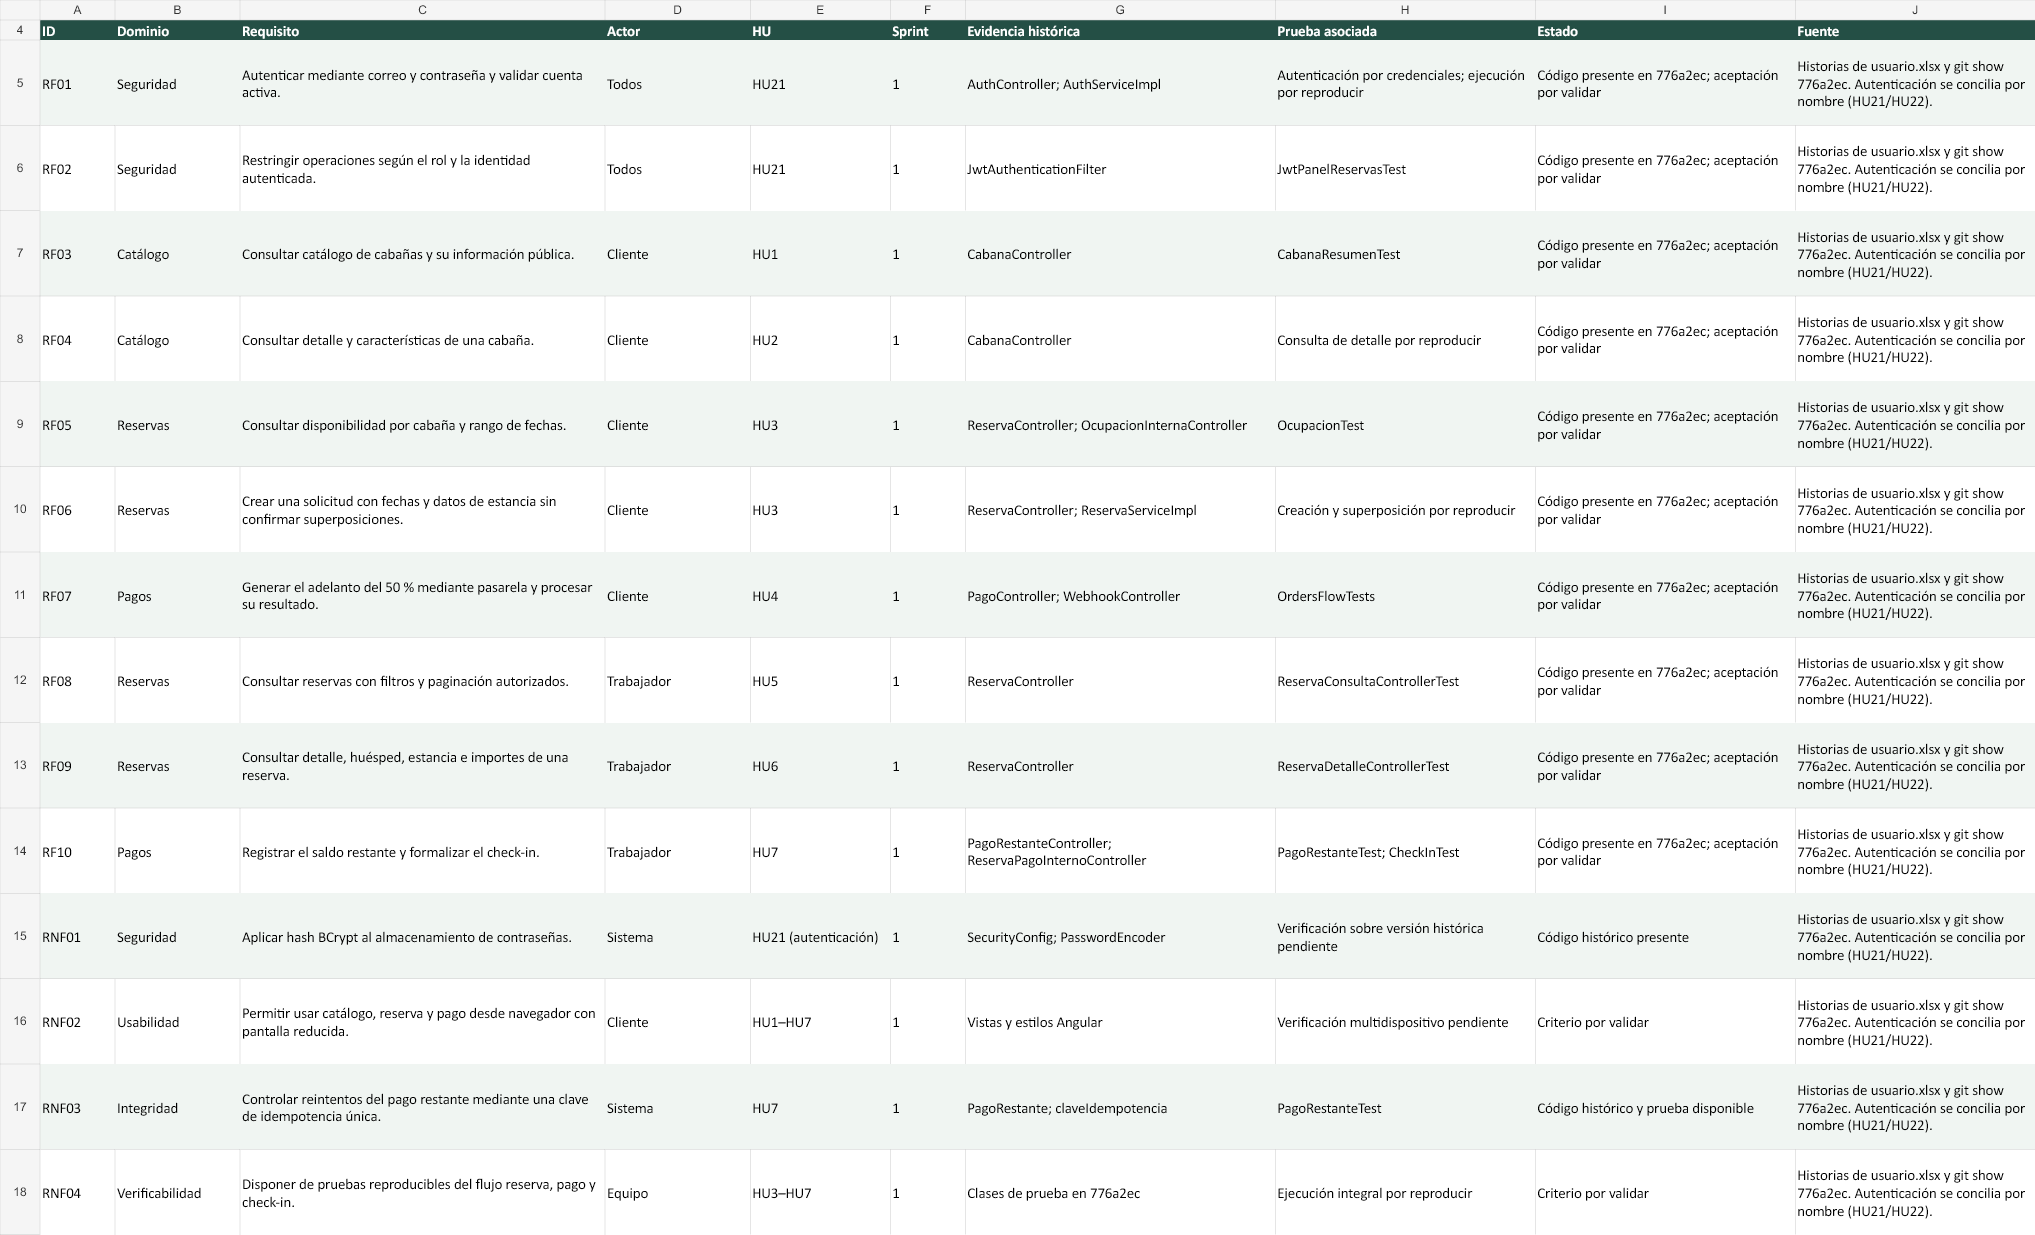 A B C D E F G H I J
4 ID Dominio Requisito Actor HU Sprint Evidencia histórica Prueba asociada Estado Fuente
5 RF01 Seguridad Autenticar mediante correo y contraseña y validar cuenta activa. Todos HU21 1 AuthController; AuthServiceImpl Autenticación por credenciales; ejecución por reproducir Código presente en 776a2ec; aceptación por validar Historias de usuario.xlsx y git show 776a2ec. Autenticación se concilia por nombre (HU21/HU22).
6 RF02 Seguridad Restringir operaciones según el rol y la identidad autenticada. Todos HU21 1 JwtAuthenticationFilter JwtPanelReservasTest Código presente en 776a2ec; aceptación por validar Historias de usuario.xlsx y git show 776a2ec. Autenticación se concilia por nombre (HU21/HU22).
7 RF03 Catálogo Consultar catálogo de cabañas y su información pública. Cliente HU1 1 CabanaController CabanaResumenTest Código presente en 776a2ec; aceptación por validar Historias de usuario.xlsx y git show 776a2ec. Autenticación se concilia por nombre (HU21/HU22).
8 RF04 Catálogo Consultar detalle y características de una cabaña. Cliente HU2 1 CabanaController Consulta de detalle por reproducir Código presente en 776a2ec; aceptación por validar Historias de usuario.xlsx y git show 776a2ec. Autenticación se concilia por nombre (HU21/HU22).
9 RF05 Reservas Consultar disponibilidad por cabaña y rango de fechas. Cliente HU3 1 ReservaController; OcupacionInternaController OcupacionTest Código presente en 776a2ec; aceptación por validar Historias de usuario.xlsx y git show 776a2ec. Autenticación se concilia por nombre (HU21/HU22).
10 RF06 Reservas Crear una solicitud con fechas y datos de estancia sin confirmar superposiciones. Cliente HU3 1 ReservaController; ReservaServiceImpl Creación y superposición por reproducir Código presente en 776a2ec; aceptación por validar Historias de usuario.xlsx y git show 776a2ec. Autenticación se concilia por nombre (HU21/HU22).
11 RF07 Pagos Generar el adelanto del 50 % mediante pasarela y procesar su resultado. Cliente HU4 1 PagoController; WebhookController OrdersFlowTests Código presente en 776a2ec; aceptación por validar Historias de usuario.xlsx y git show 776a2ec. Autenticación se concilia por nombre (HU21/HU22).
12 RF08 Reservas Consultar reservas con filtros y paginación autorizados. Trabajador HU5 1 ReservaController ReservaConsultaControllerTest Código presente en 776a2ec; aceptación por validar Historias de usuario.xlsx y git show 776a2ec. Autenticación se concilia por nombre (HU21/HU22).
13 RF09 Reservas Consultar detalle, huésped, estancia e importes de una reserva. Trabajador HU6 1 ReservaController ReservaDetalleControllerTest Código presente en 776a2ec; aceptación por validar Historias de usuario.xlsx y git show 776a2ec. Autenticación se concilia por nombre (HU21/HU22).
14 RF10 Pagos Registrar el saldo restante y formalizar el check-in. Trabajador HU7 1 PagoRestanteController; ReservaPagoInternoController PagoRestanteTest; CheckInTest Código presente en 776a2ec; aceptación por validar Historias de usuario.xlsx y git show 776a2ec. Autenticación se concilia por nombre (HU21/HU22).
15 RNF01 Seguridad Aplicar hash BCrypt al almacenamiento de contraseñas. Sistema HU21 (autenticación) 1 SecurityConfig; PasswordEncoder Verificación sobre versión histórica pendiente Código histórico presente Historias de usuario.xlsx y git show 776a2ec. Autenticación se concilia por nombre (HU21/HU22).
16 RNF02 Usabilidad Permitir usar catálogo, reserva y pago desde navegador con pantalla reducida. Cliente HU1–HU7 1 Vistas y estilos Angular Verificación multidispositivo pendiente Criterio por validar Historias de usuario.xlsx y git show 776a2ec. Autenticación se concilia por nombre (HU21/HU22).
17 RNF03 Integridad Controlar reintentos del pago restante mediante una clave de idempotencia única. Sistema HU7 1 PagoRestante; claveIdempotencia PagoRestanteTest Código histórico y prueba disponible Historias de usuario.xlsx y git show 776a2ec. Autenticación se concilia por nombre (HU21/HU22).
18 RNF04 Verificabilidad Disponer de pruebas reproducibles del flujo reserva, pago y check-in. Equipo HU3–HU7 1 Clases de prueba en 776a2ec Ejecución integral por reproducir Criterio por validar Historias de usuario.xlsx y git show 776a2ec. Autenticación se concilia por nombre (HU21/HU22).